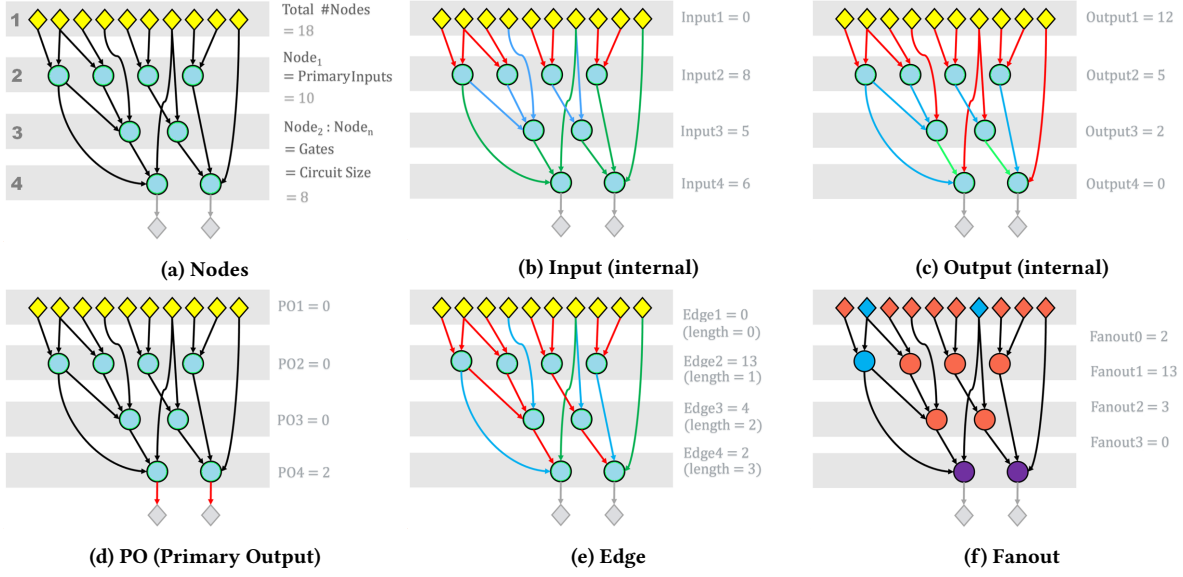 1
2
3
4
Total #Nodes
= 18
Node₁
= Primary Inputs
= 10
Node₂ : Nodeₙ
= Gates
= Circuit Size
= 8
(a) Nodes
Input1 = 0
Input2 = 8
Input3 = 5
Input4 = 6
(b) Input (internal)
Output1 = 12
Output2 = 5
Output3 = 2
Output4 = 0
(c) Output (internal)
PO1 = 0
PO2 = 0
PO3 = 0
PO4 = 2
(d) PO (Primary Output)
Edge1 = 0
(length = 0)
Edge2 = 13
(length = 1)
Edge3 = 4
(length = 2)
Edge4 = 2
(length = 3)
(e) Edge
Fanout0 = 2
Fanout1 = 13
Fanout2 = 3
Fanout3 = 0
(f) Fanout